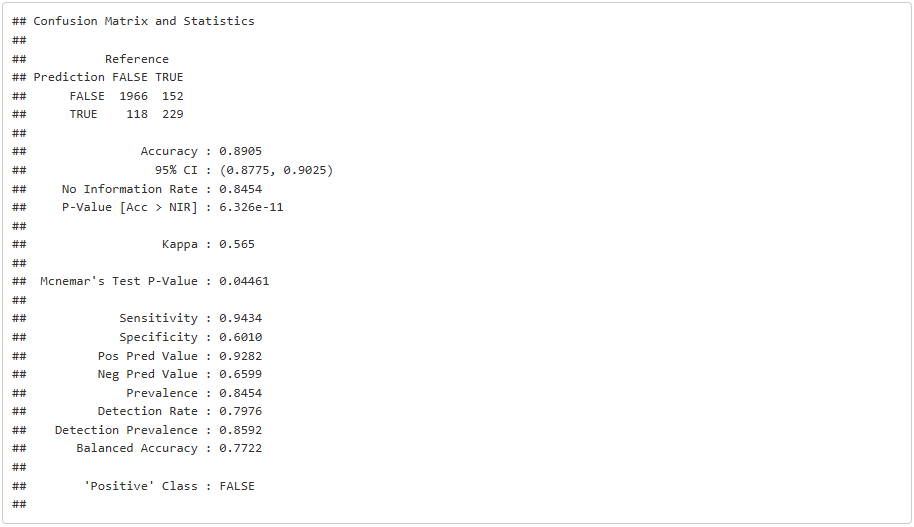 ## Confusion Matrix and Statistics
##
##           Reference
## Prediction FALSE TRUE
##      FALSE  1966  152
##      TRUE    118  229
##
##                Accuracy : 0.8905
##                  95% CI : (0.8775, 0.9025)
##     No Information Rate : 0.8454
##     P-Value [Acc > NIR] : 6.326e-11
##
##                   Kappa : 0.565
##
##  Mcnemar's Test P-Value : 0.04461
##
##             Sensitivity : 0.9434
##             Specificity : 0.6010
##          Pos Pred Value : 0.9282
##          Neg Pred Value : 0.6599
##              Prevalence : 0.8454
##          Detection Rate : 0.7976
##    Detection Prevalence : 0.8592
##       Balanced Accuracy : 0.7722
##
##        'Positive' Class : FALSE
##